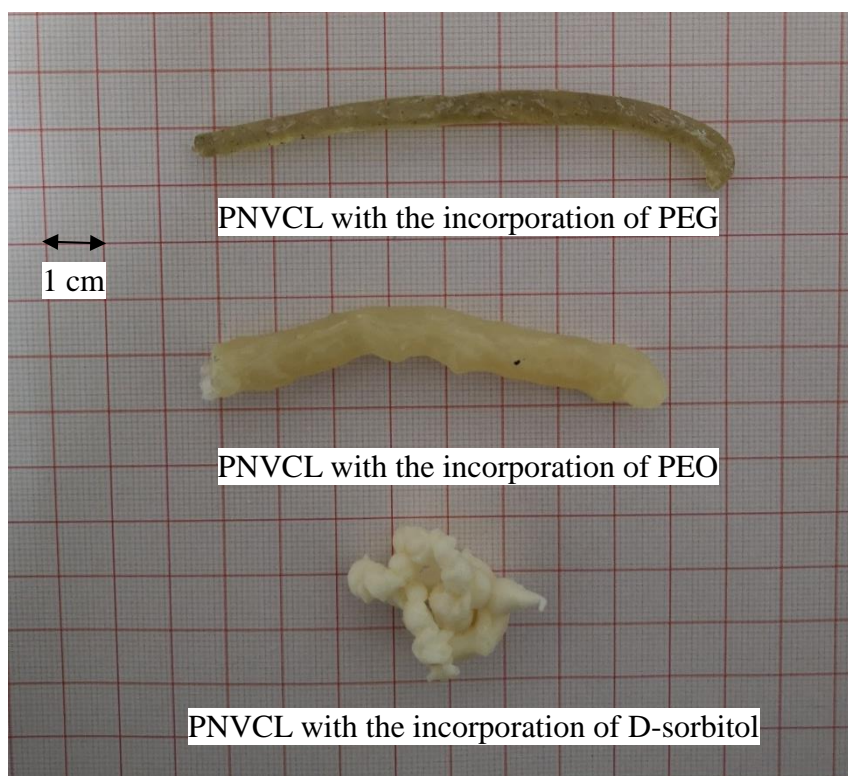 PNVCL with the incorporation of PEG
1 cm
PNVCL with the incorporation of PEO
PNVCL with the incorporation of D-sorbitol